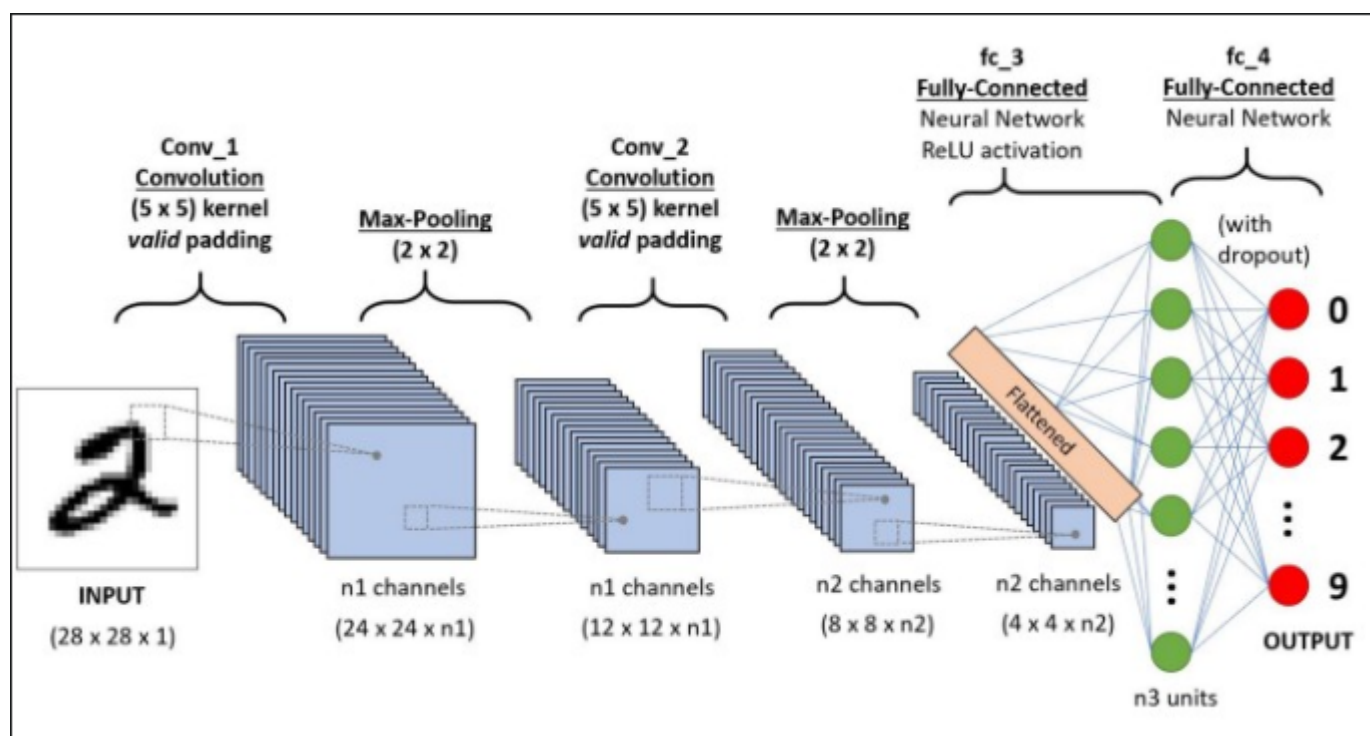 fc_3
Fully-Connected
Neural Network
ReLU activation
fc_4
Fully-Connected
Neural Network
Conv_1
Convolution
(5 x 5) kernel
valid padding
Max-Pooling
(2 x 2)
Conv_2
Convolution
(5 x 5) kernel
valid padding
Max-Pooling
(2 x 2)
(with
dropout)
Flattened
0
1
2
9
INPUT
(28 x 28 x 1)
n1 channels
(24 x 24 x n1)
n1 channels
(12 x 12 x n1)
n2 channels
(8 x 8 x n2)
n2 channels
(4 x 4 x n2)
n3 units
OUTPUT